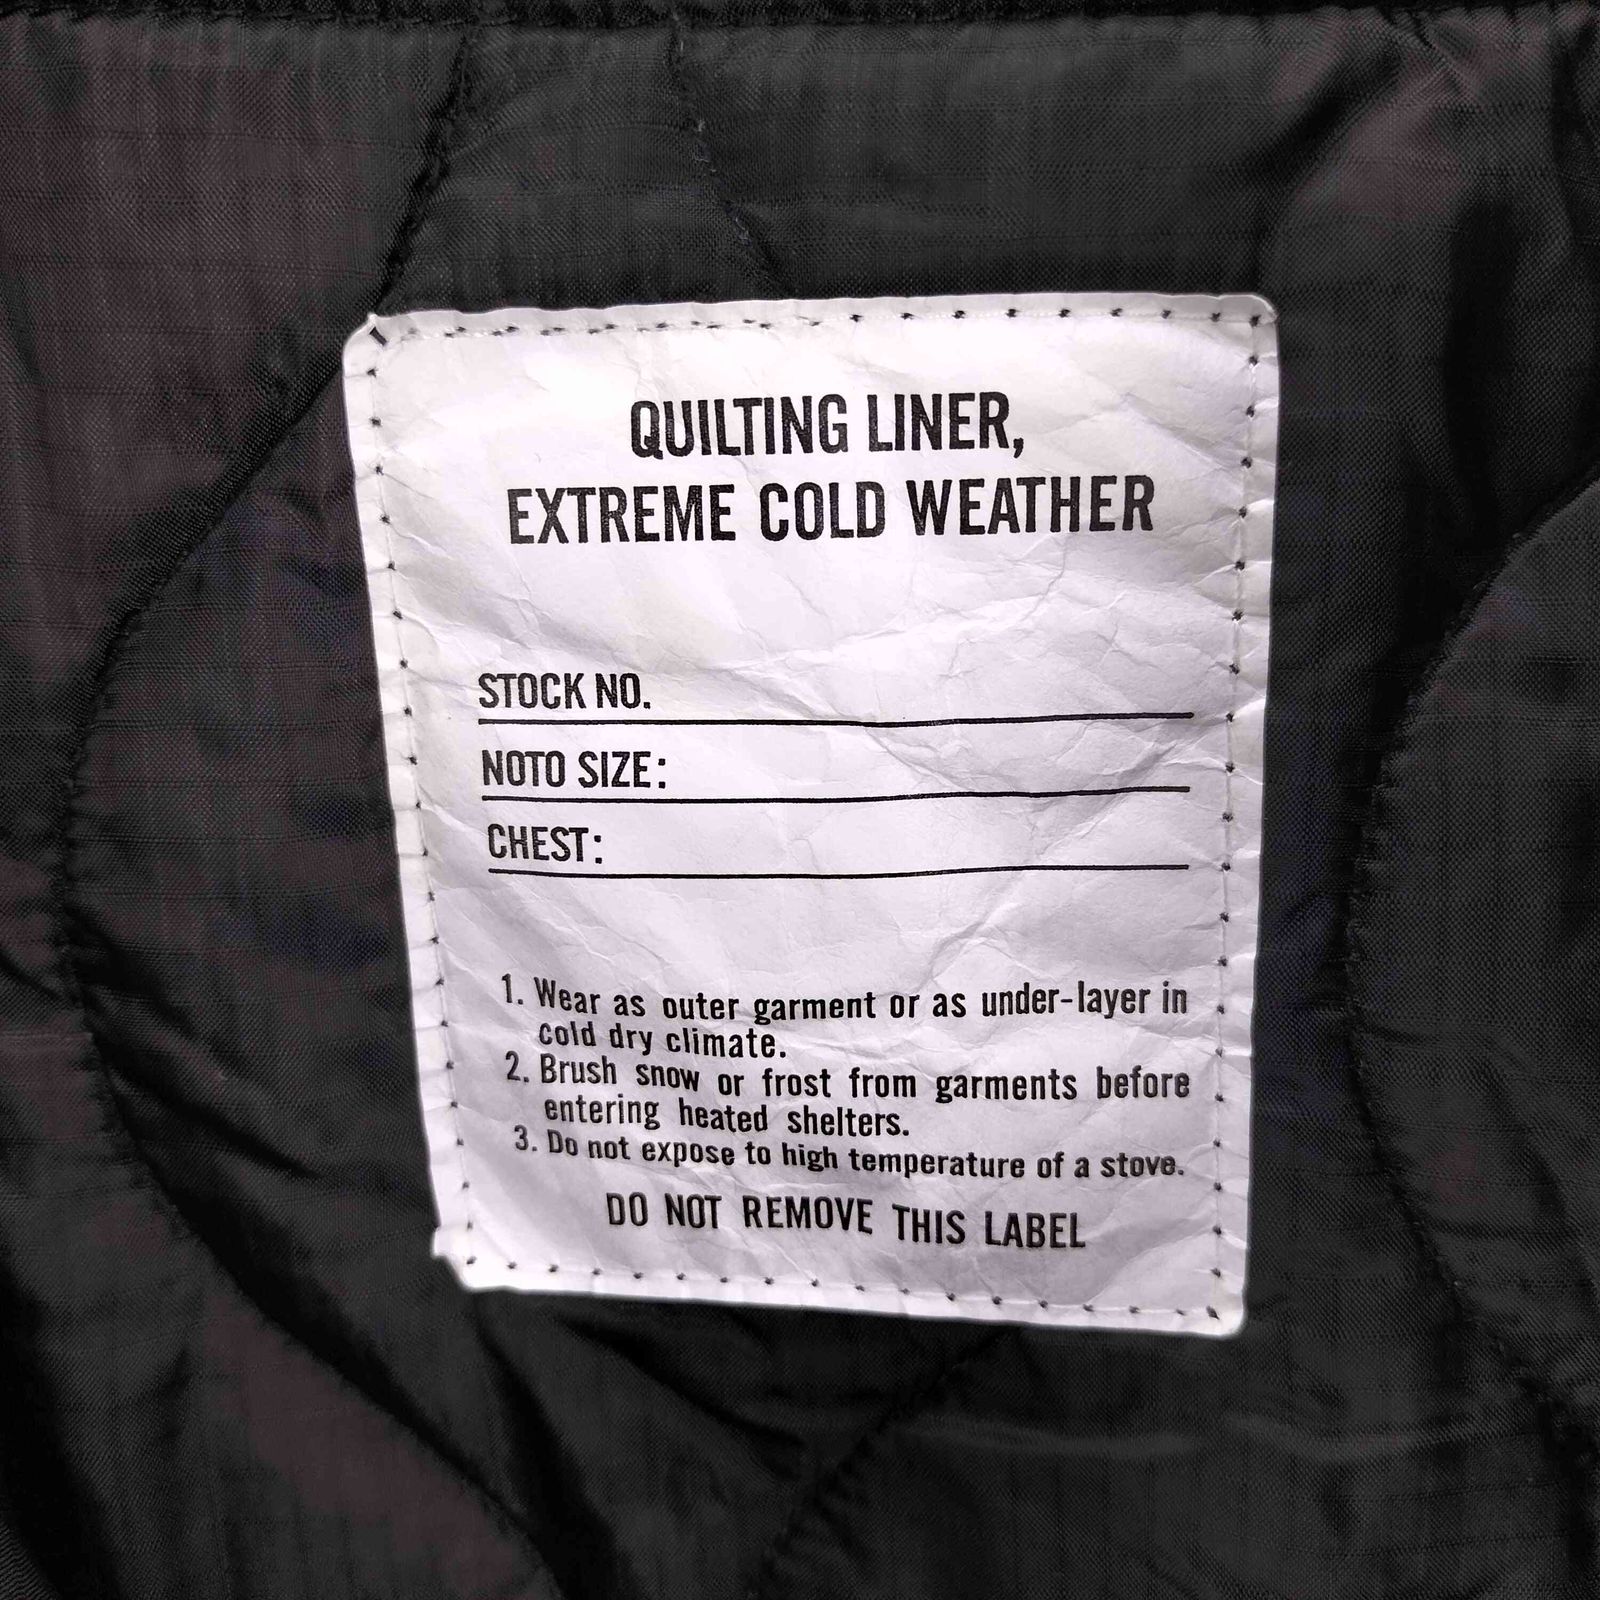 QUILTING LINER,
EXTREME COLD WEATHER
STOCK NO.
NOTO SIZE:
CHEST:
1. Wear as outer garment or as under-layer in
cold dry climate.
2. Brush snow or frost from garments before
entering heated shelters.
3. Do not expose to high temperature of a stove.
DO NOT REMOVE THIS LABEL